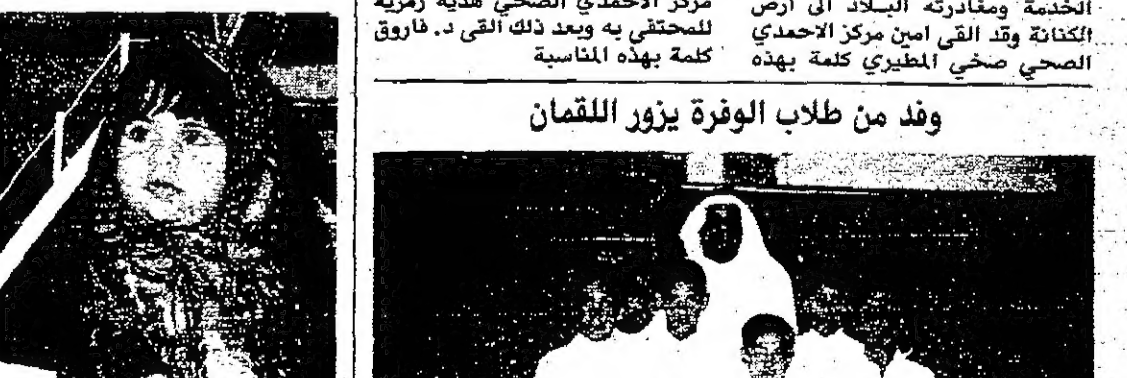 الخدمة ومغادرته البلاد الى ارض
الكنانة وقد القى امين مركز الاحمدي
الصحي صخي المطيري كلمة بهذه
مركز الاحمدي الصحي هدية رمزية
للمحتفى به وبعد ذلك القى د. فاروق
كلمة بهذه المناسبة
وفد من طلاب الوفرة يزور اللقمان